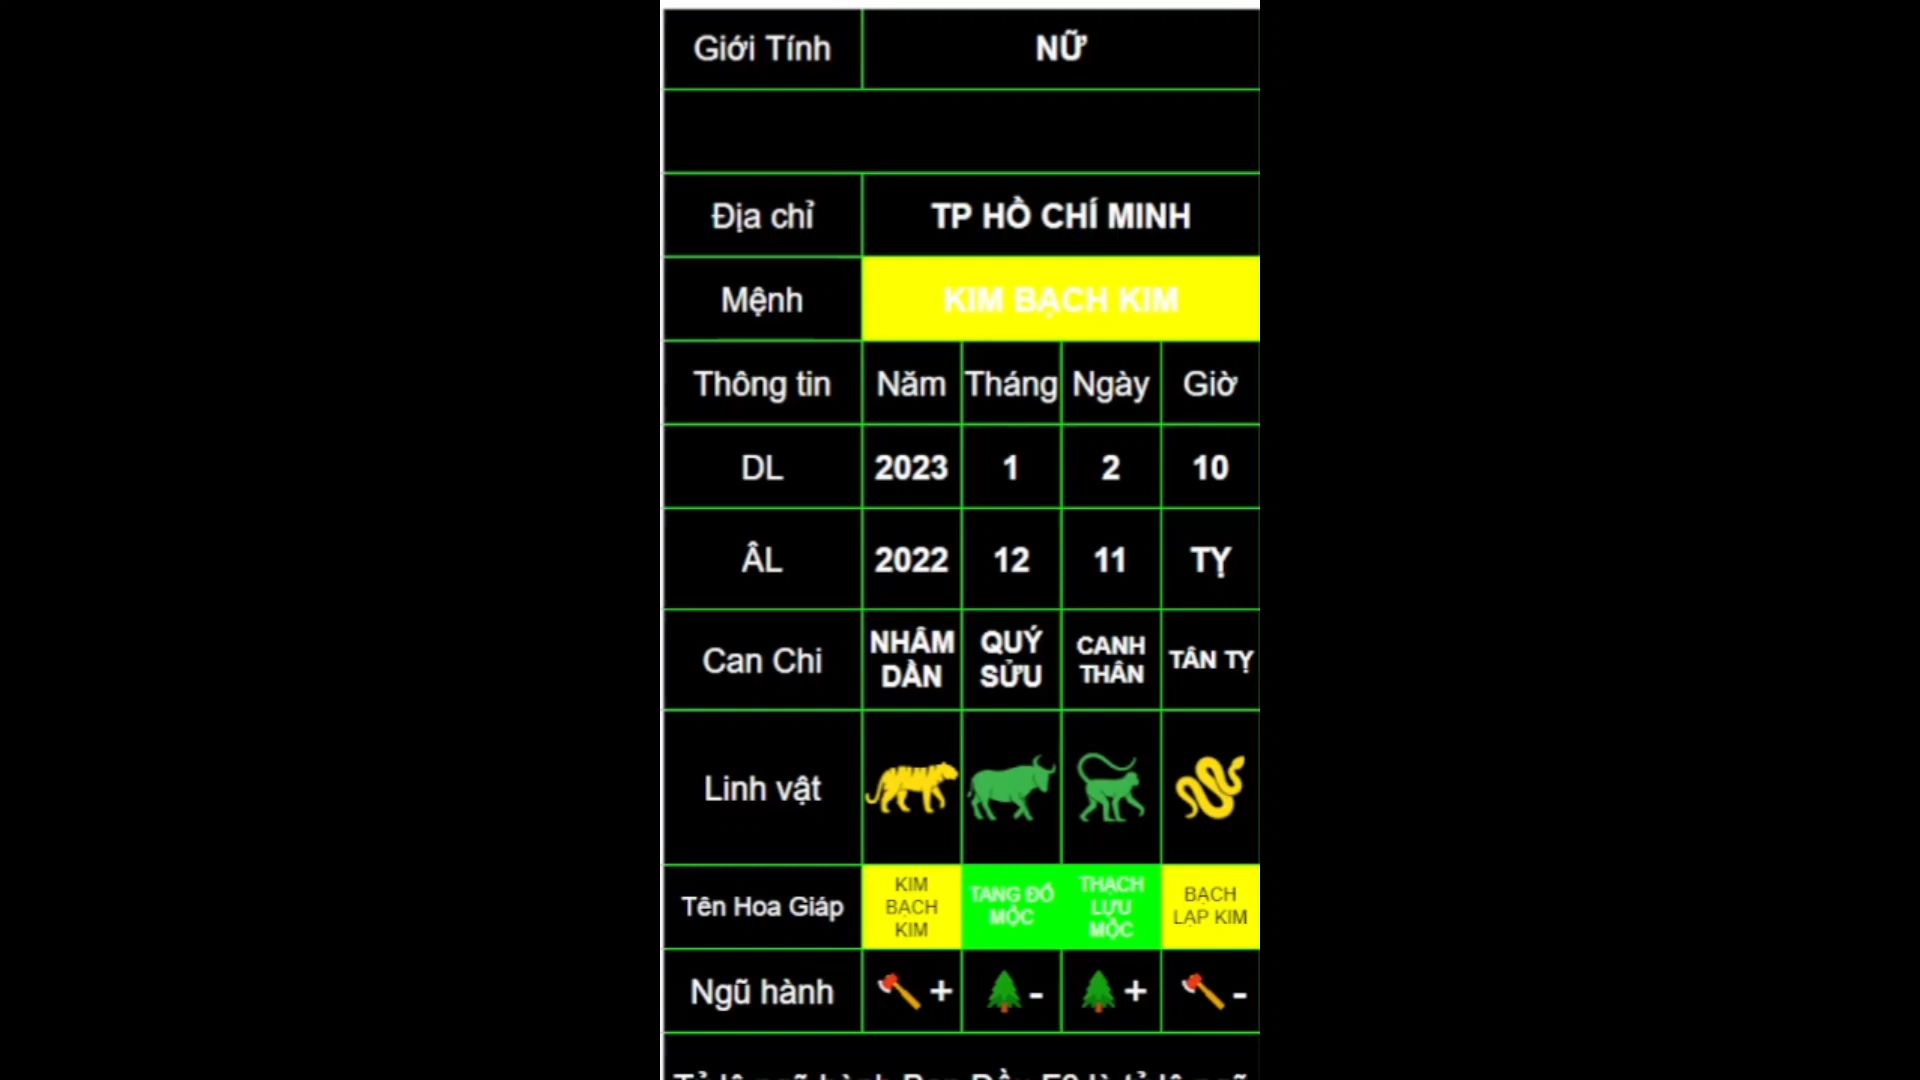 Giới Tính NỮ
Địa chỉ TP HỒ CHÍ MINH
Mệnh KIM BẠCH KIM
Thông tin Năm Tháng Ngày Giờ
DL 2023 1 2 10
ÂL 2022 12 11 TỴ
Can Chi NHÂM DẦN QUÝ SỬU CANH THÂN TÂN TỴ
Linh vật
Tên Hoa Giáp KIM BẠCH KIM TANG ĐỐ MỘC THẠCH LỰU MỘC BẠCH LẠP KIM
Ngũ hành + - + -